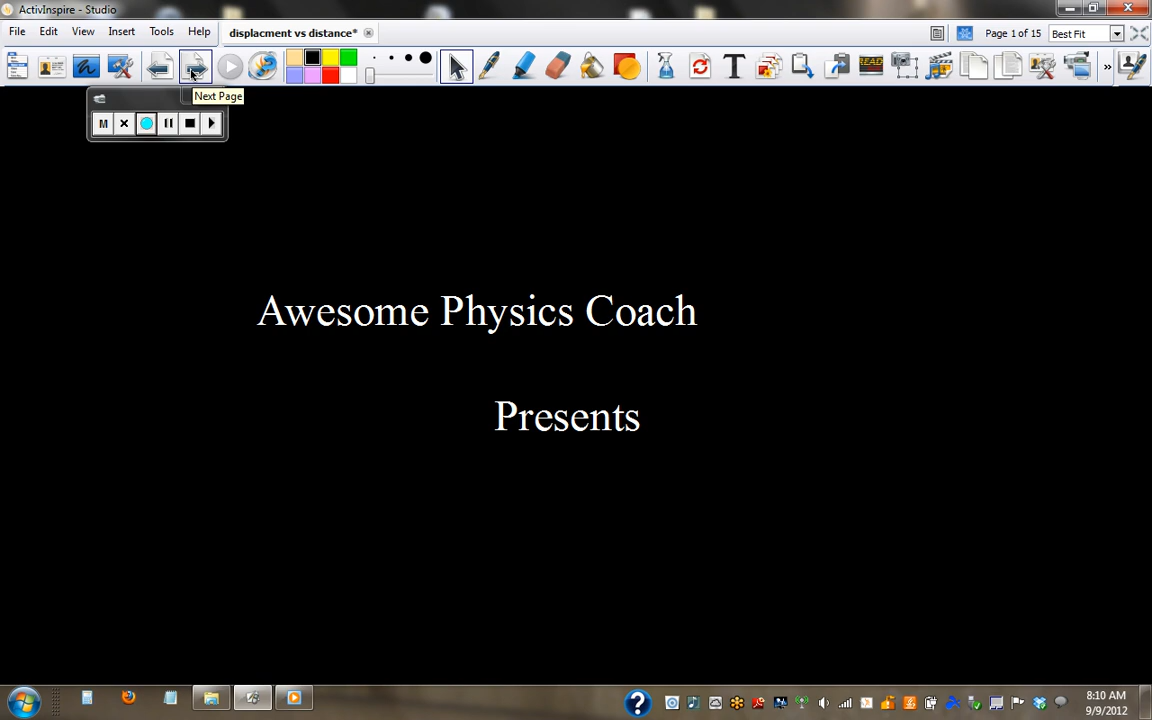 ActivInspire - Studio
File Edit View Insert Tools Help displacment vs distance* Page 1 of 15 Best Fit
Next Page
M
Awesome Physics Coach
Presents
8:10 AM
9/9/2012